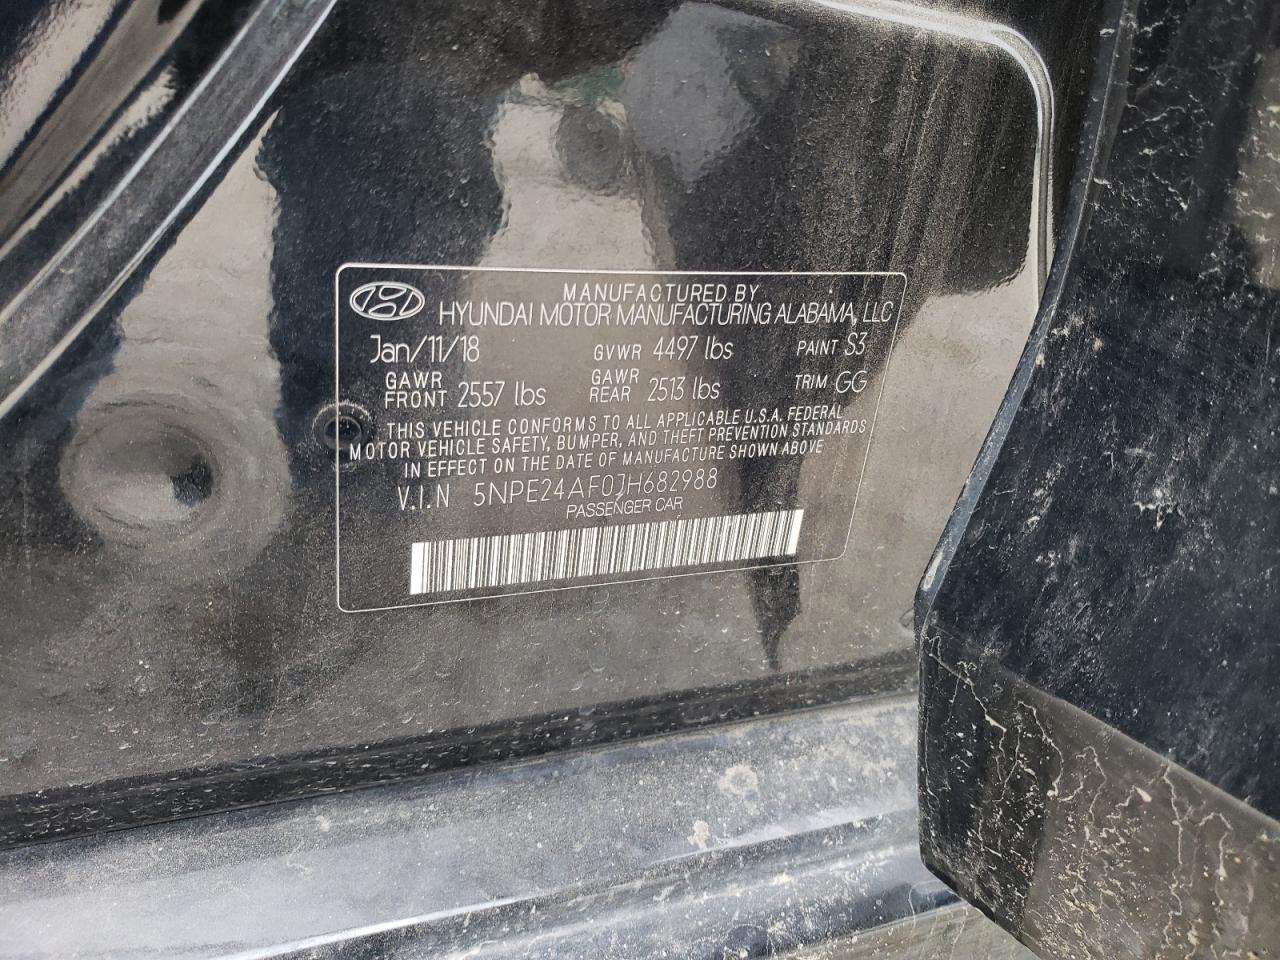 MANUFACTURED BY
HYUNDAI MOTOR MANUFACTURING ALABAMA, LLC
Jan/11/18 GVWR 4497 lbs PAINT S3
GAWR FRONT 2557 lbs GAWR REAR 2513 lbs TRIM GG
THIS VEHICLE CONFORMS TO ALL APPLICABLE U.S.A. FEDERAL
MOTOR VEHICLE SAFETY, BUMPER, AND THEFT PREVENTION STANDARDS
IN EFFECT ON THE DATE OF MANUFACTURE SHOWN ABOVE
V.I.N 5NPE24AF0JH682988
PASSENGER CAR